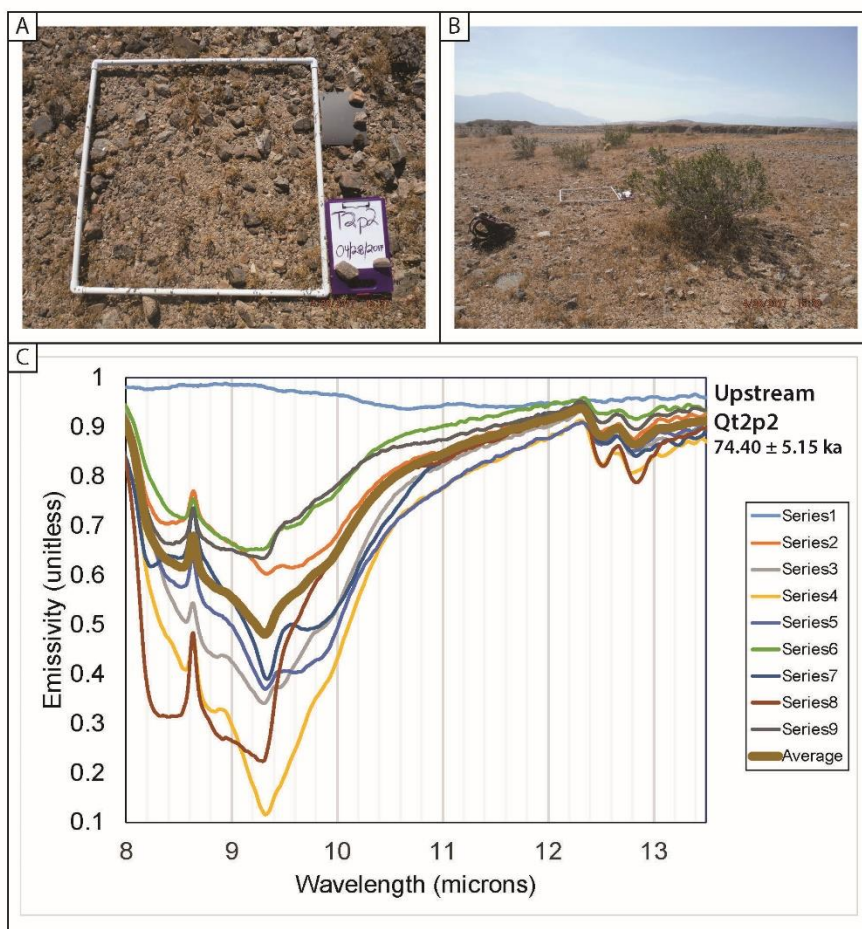 A
T2p2
B
C
1
0.9
0.8
0.7
0.6
0.5
0.4
0.3
0.2
0.1
Emissivity (unitless)
8
9
10
11
12
13
Wavelength (microns)
Upstream
Qt2p2
74.40 ± 5.15 ka
Series1
Series2
Series3
Series4
Series5
Series6
Series7
Series8
Series9
Average